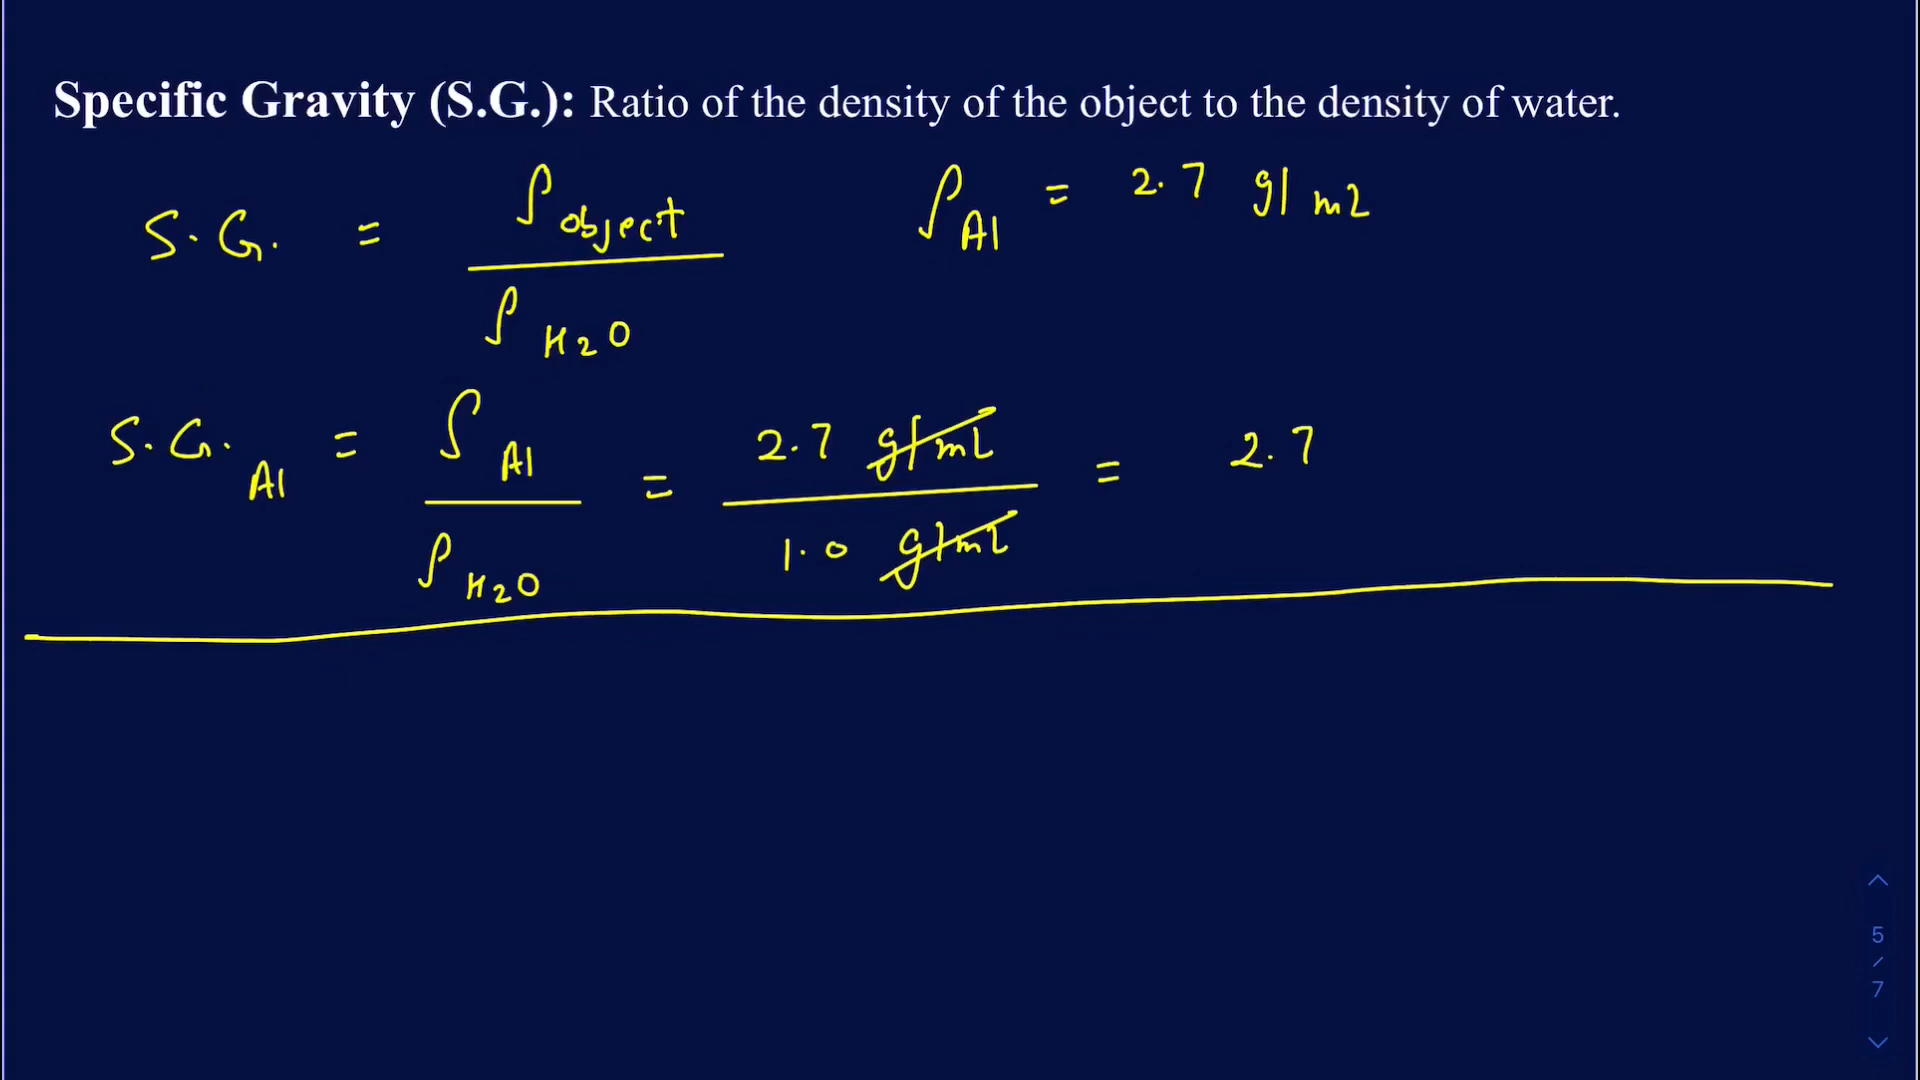 Specific Gravity (S.G.): Ratio of the density of the object to the density of water.
S.G. = ρ object / ρ H2O
ρ Al = 2.7 g/mL
S.G. Al = ρ Al / ρ H2O = 2.7 g/mL / 1.0 g/mL = 2.7
5
/
7